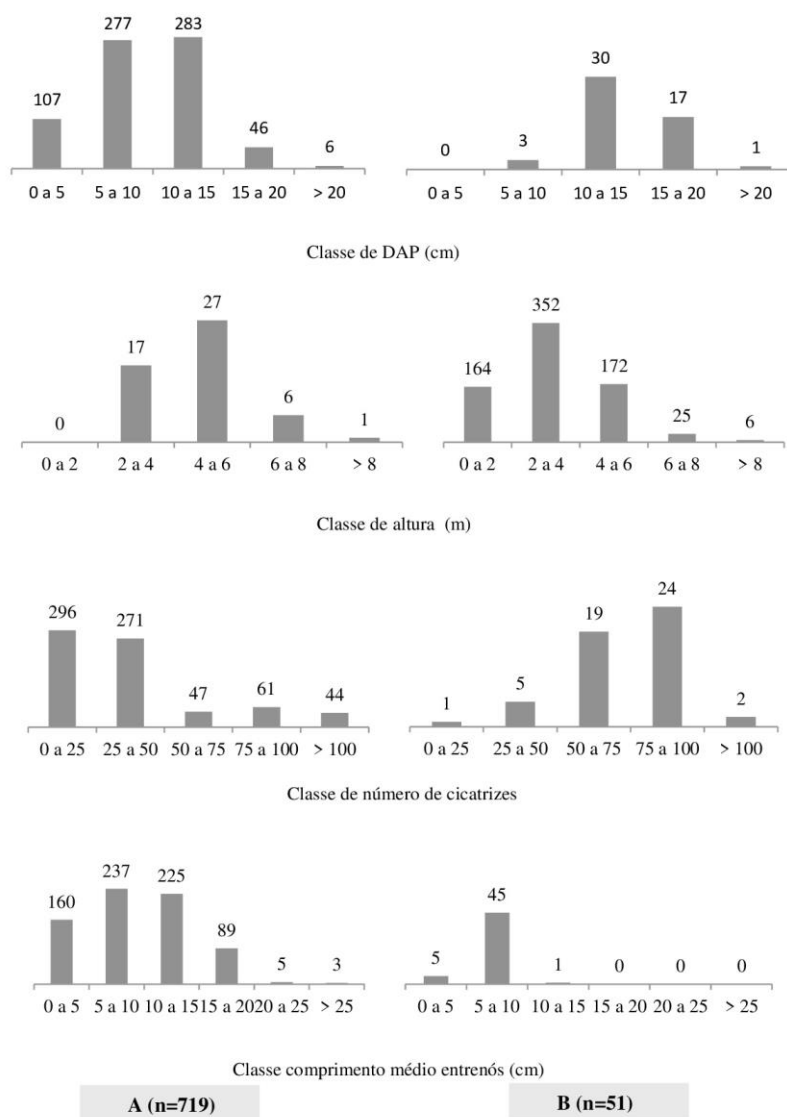 277 283
107
46
6
0 a 5 5 a 10 10 a 15 15 a 20 > 20
30
17
0 3 1
0 a 5 5 a 10 10 a 15 15 a 20 > 20
Classe de DAP (cm)
27
17
6
0 1
0 a 2 2 a 4 4 a 6 6 a 8 > 8
352
164 172
25
6
0 a 2 2 a 4 4 a 6 6 a 8 > 8
Classe de altura (m)
296 271
47 61 44
0 a 25 25 a 50 50 a 75 75 a 100 > 100
24
19
5
1 2
0 a 25 25 a 50 50 a 75 75 a 100 > 100
Classe de número de cicatrizes
237 225
160
89
5 3
0 a 5 5 a 10 10 a 15 15 a 20 20 a 25 > 25
45
5 1 0 0 0
0 a 5 5 a 10 10 a 15 15 a 20 20 a 25 > 25
Classe comprimento médio entrenós (cm)
A (n=719) B (n=51)